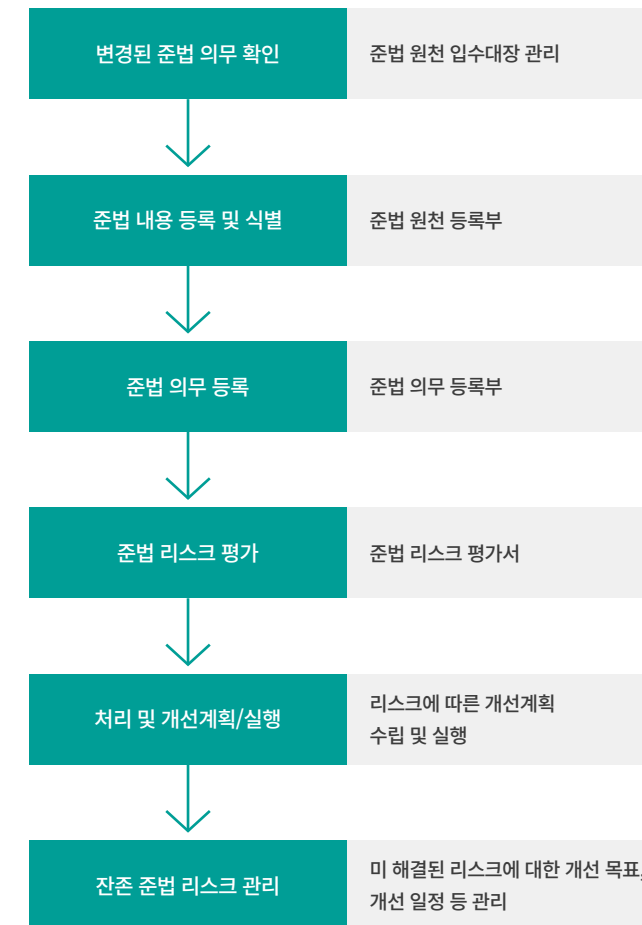 변경된 준법 의무 확인
준법 원천 입수대장 관리
준법 내용 등록 및 식별
준법 원천 등록부
준법 의무 등록
준법 의무 등록부
준법 리스크 평가
준법 리스크 평가서
처리 및 개선계획/실행
리스크에 따른 개선계획
수립 및 실행
잔존 준법 리스크 관리
미 해결된 리스크에 대한 개선 목표,
개선 일정 등 관리